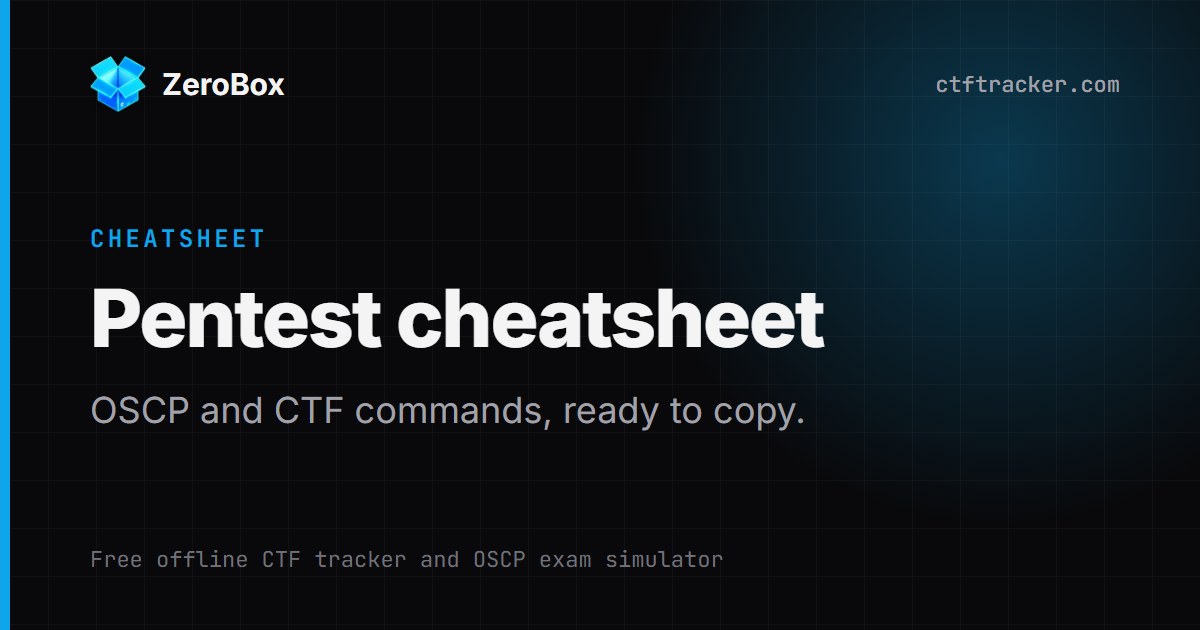 ZeroBox
ctftracker.com
CHEATSHEET
Pentest cheatsheet
OSCP and CTF commands, ready to copy.
Free offline CTF tracker and OSCP exam simulator